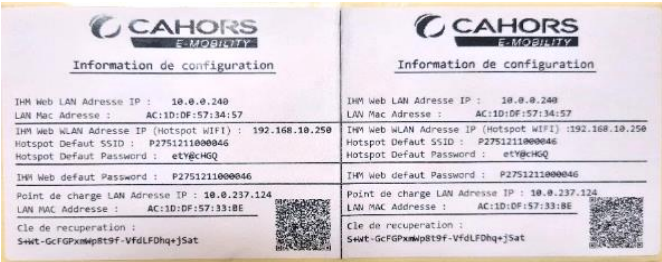 CAHORS
E-MOBILITY
Information de configuration
IHM Web LAN Adresse IP : 10.0.0.240
LAN Mac Adresse : AC:1D:DF:57:34:57
IHM Web WLAN Adresse IP (Hotspot WIFI) : 192.168.10.250
Hotspot Defaut SSID : P2751211000046
Hotspot Defaut Password : etY@cHGQ
IHM Web defaut Password : P2751211000046
Point de charge LAN Adresse IP : 10.0.237.124
LAN MAC Addresse : AC:1D:DF:57:33:8E
Cle de recuperation :
S+Wt-GcFGPxmWp8t9f-VfdLFDhq+jSat
CAHORS
E-MOBILITY
Information de configuration
IHM Web LAN Adresse IP : 10.0.0.240
LAN Mac Adresse : AC:1D:DF:57:34:57
IHM Web WLAN Adresse IP (Hotspot WIFI) :192.168.10.250
Hotspot Defaut SSID : P2751211000046
Hotspot Defaut Password : etY@cHGQ
IHM Web defaut Password : P2751211000046
Point de charge LAN Adresse IP : 10.0.237.124
LAN MAC Addresse : AC:1D:DF:57:33:8E
Cle de recuperation :
S+Wt-GcFGPxmWp8t9f-VfdLFDhq+jSat